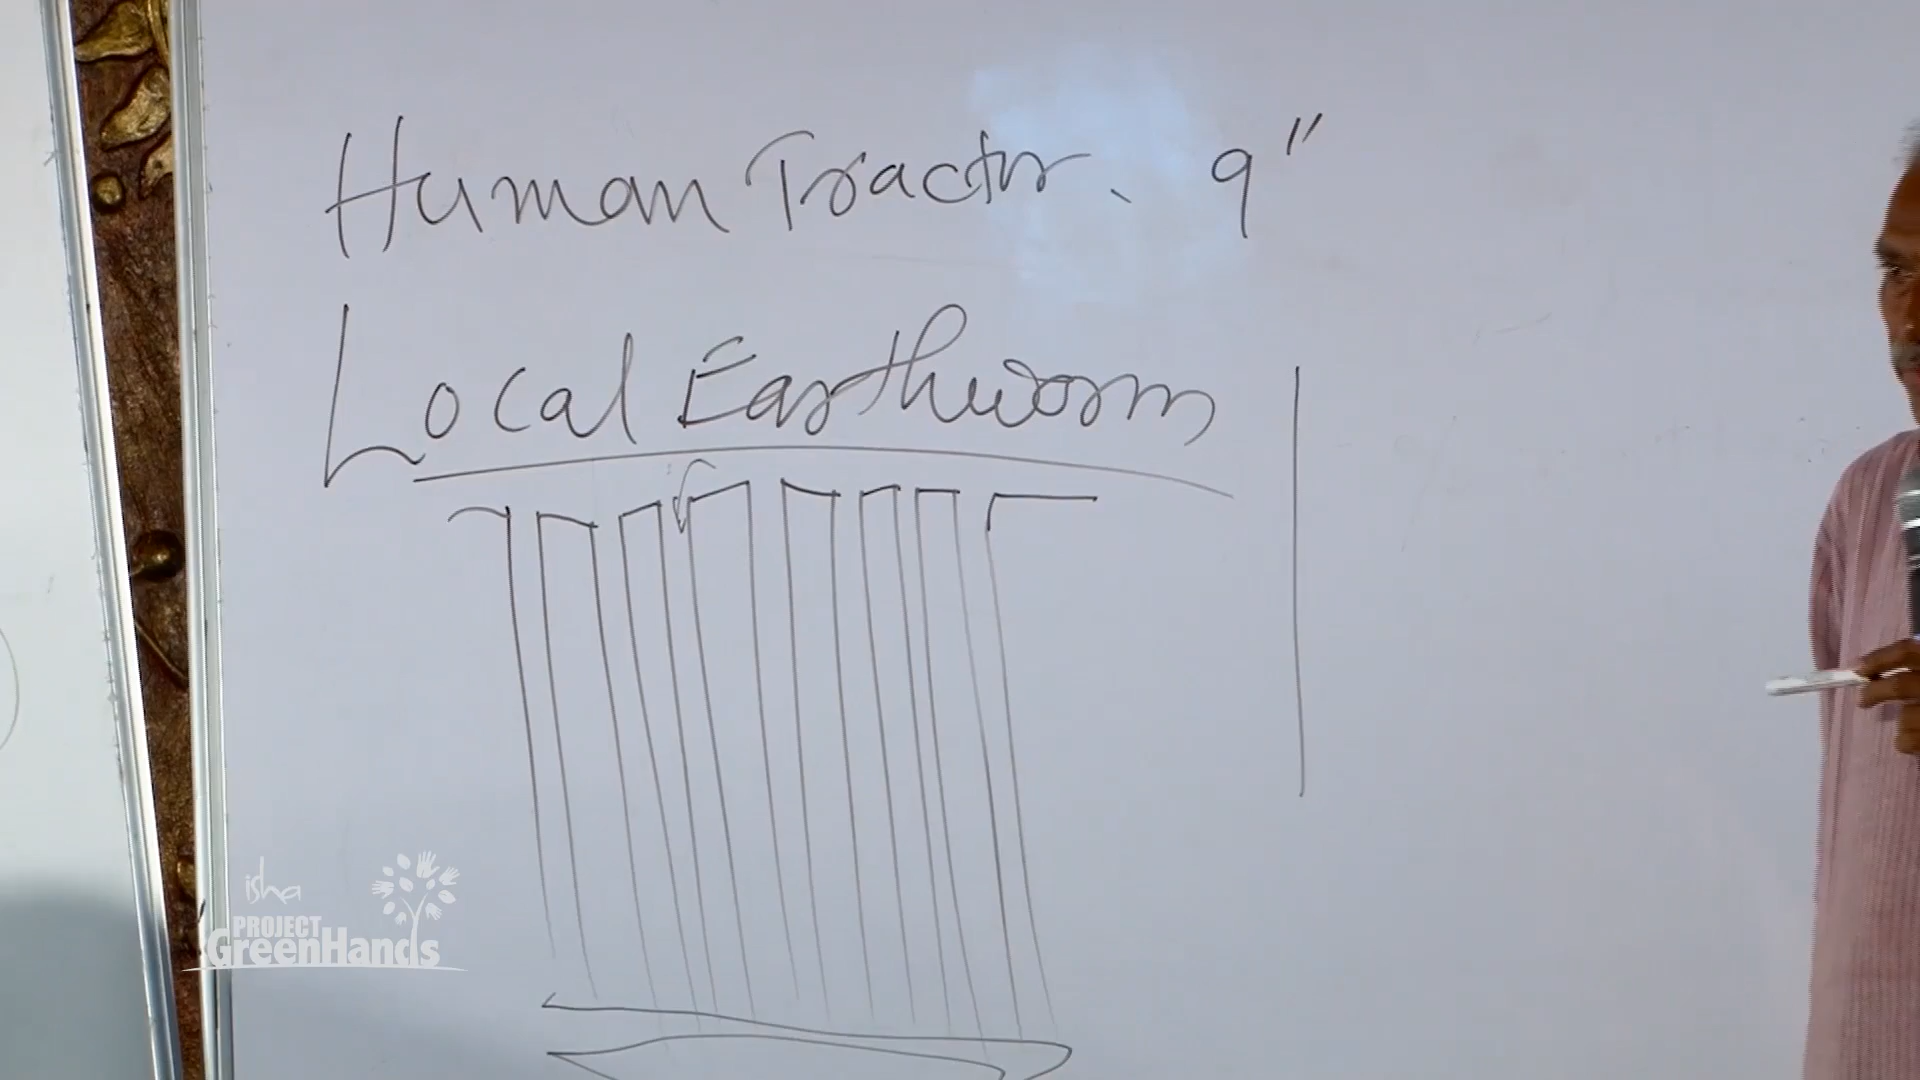 Human Tractor. 9"
Local Earthworm
isha
PROJECT
GreenHands